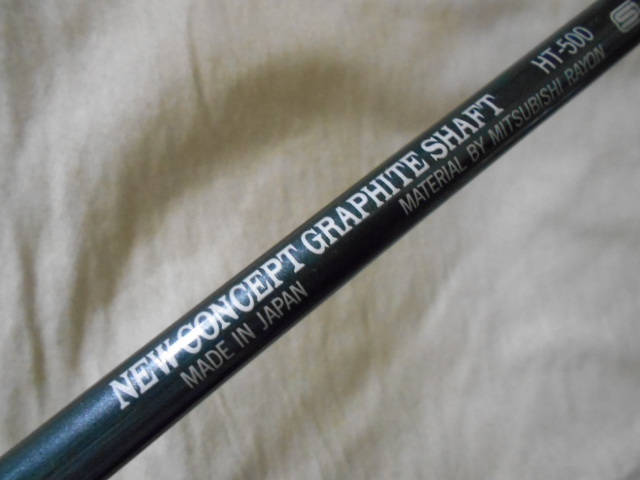 NEW CONCEPT GRAPHITE SHAFT HT-500 S
MADE IN JAPAN MATERIAL BY MITSUBISHI RAYON